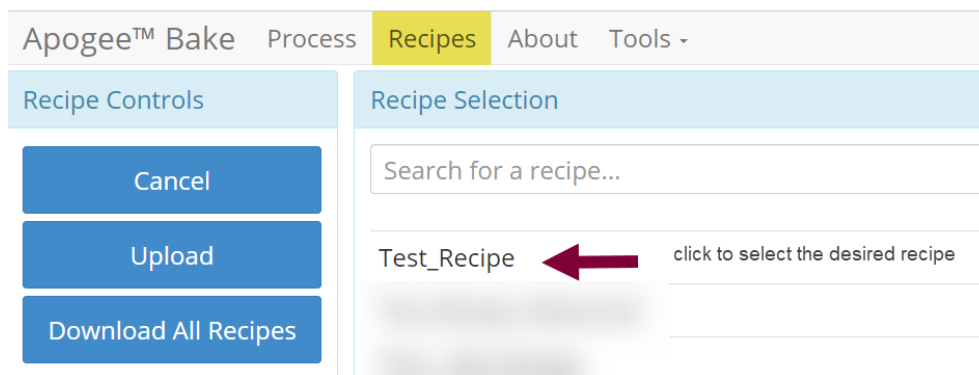 Apogee™ Bake Process Recipes About Tools
Recipe Controls
Recipe Selection
Cancel
Upload
Download All Recipes
Search for a recipe...
Test_Recipe click to select the desired recipe